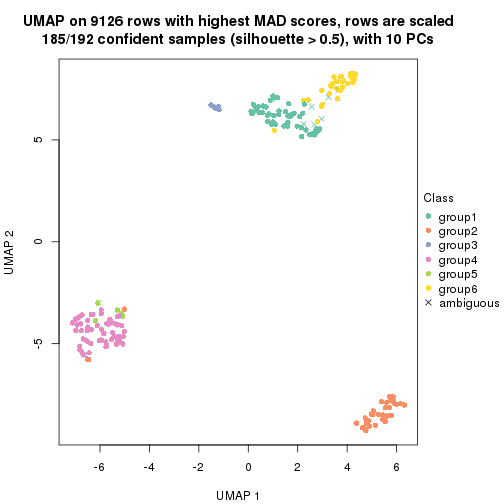 UMAP on 9126 rows with highest MAD scores, rows are scaled
185/192 confident samples (silhouette > 0.5), with 10 PCs
5
0
-5
UMAP 2
-6
-4
-2
0
2
4
6
UMAP 1
Class
group1
group2
group3
group4
group5
group6
ambiguous